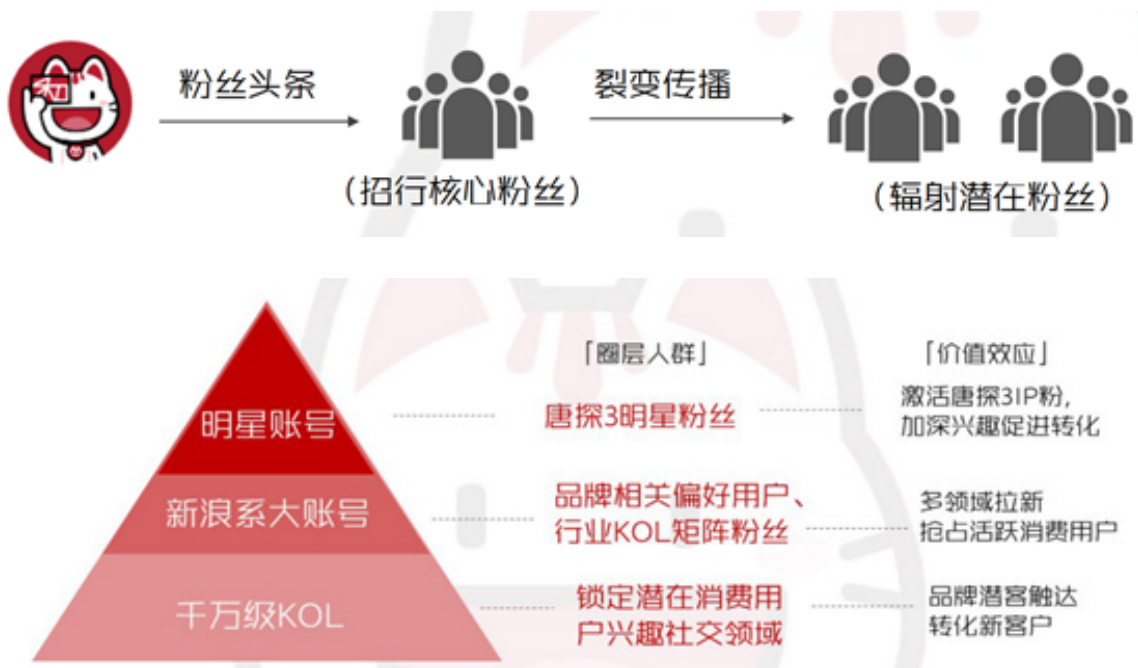 粉丝头条
裂变传播
（招行核心粉丝）
（辐射潜在粉丝）
「圈层人群」
「价值效应」
明星账号
唐探3明星粉丝
激活唐探3IP粉，
加深兴趣促进转化
新浪系大账号
品牌相关偏好用户、
行业KOL矩阵粉丝
多领域拉新
抢占活跃消费用户
千万级KOL
锁定潜在消费用
户兴趣社交领域
品牌潜客触达
转化新客户